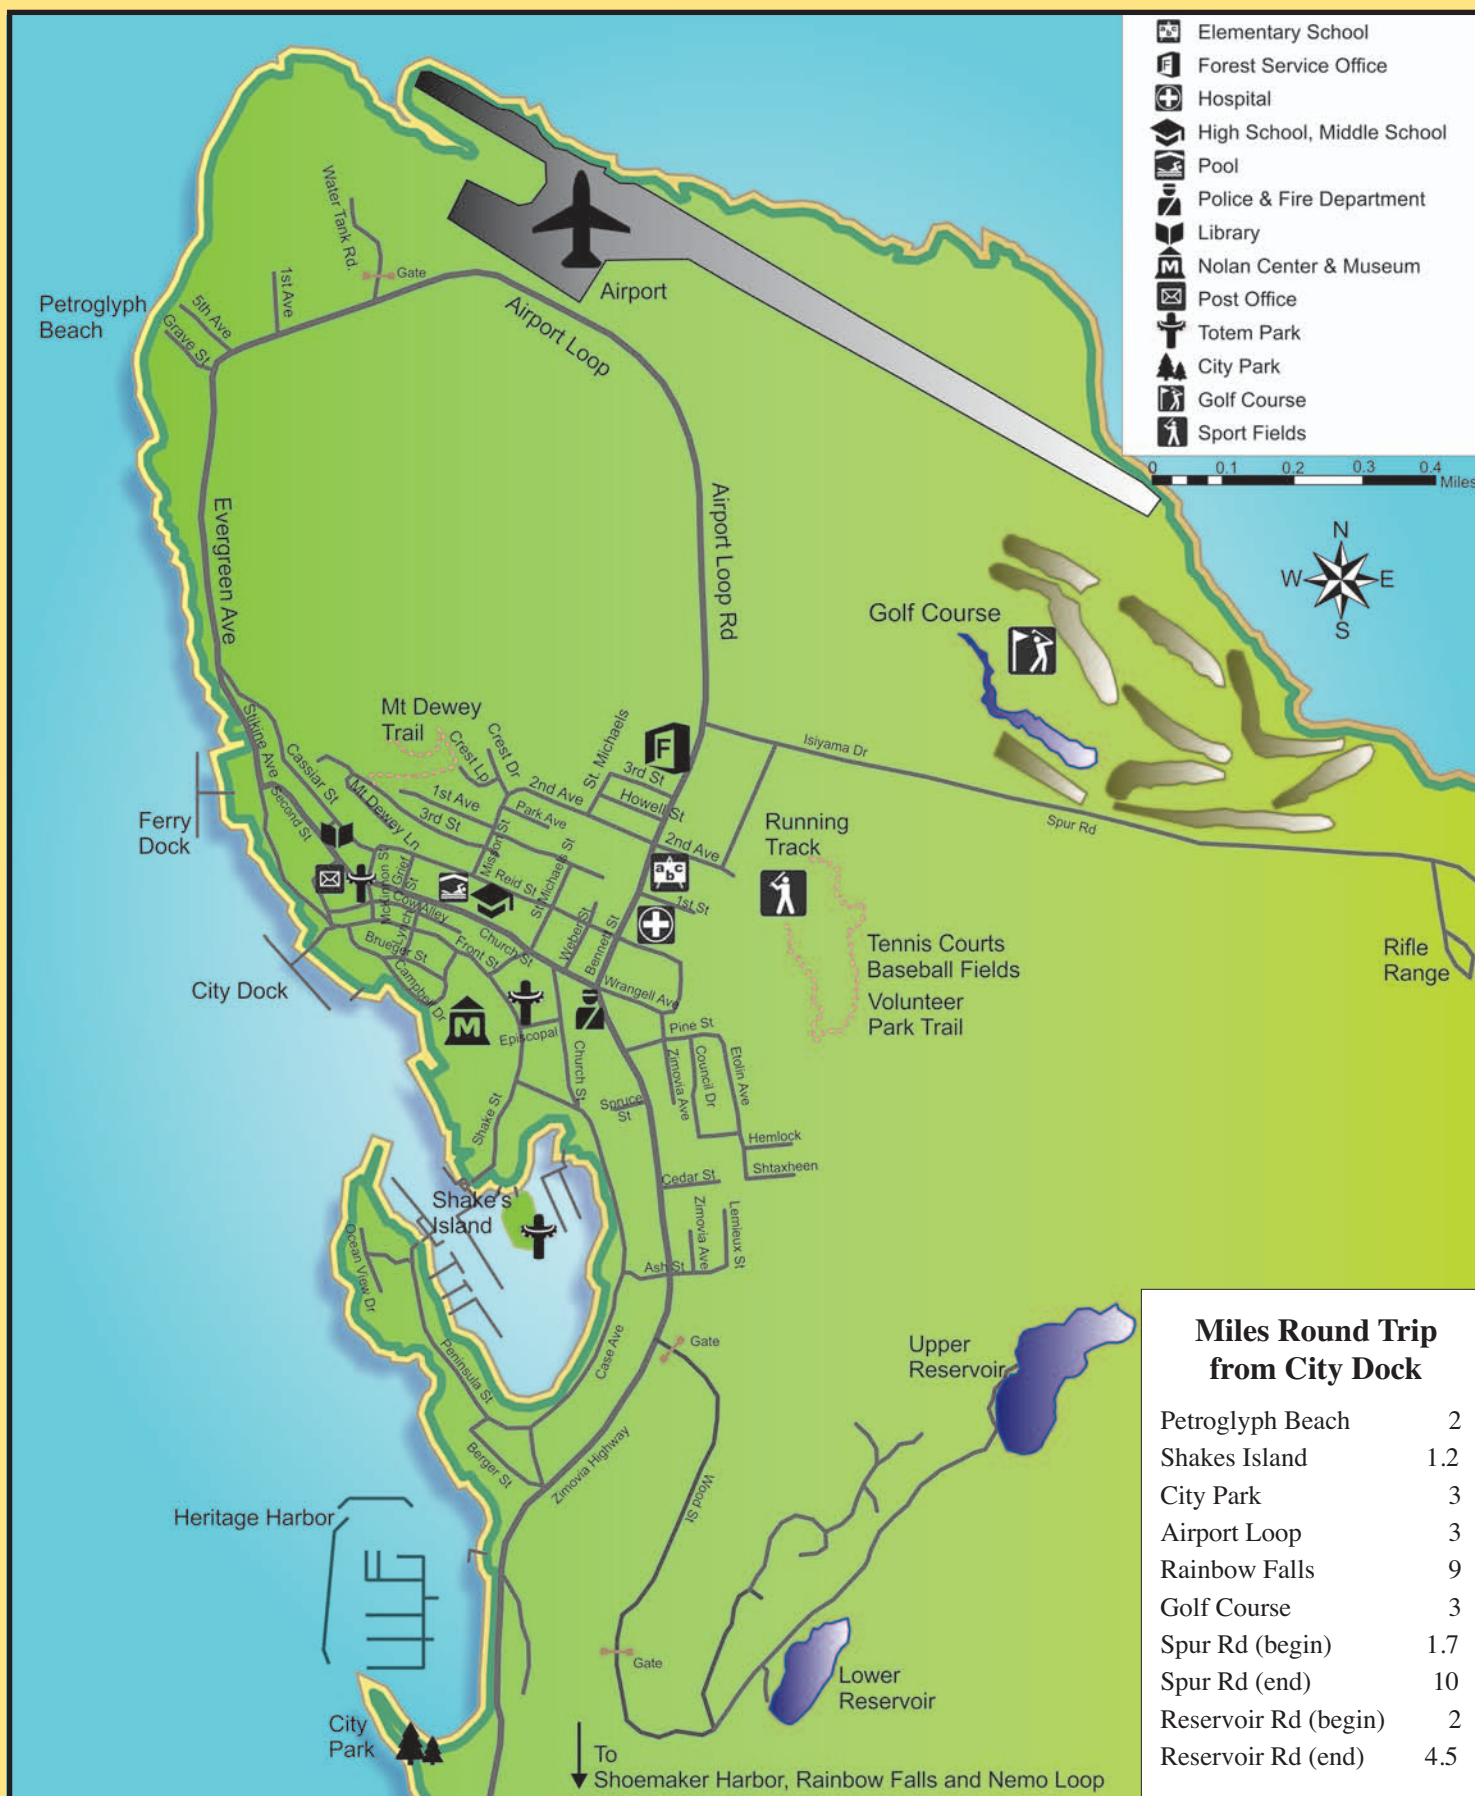 Elementary School
Forest Service Office
Hospital
High School, Middle School
Pool
Police & Fire Department
Library
M
Nolan Center & Museum
Post Office
Totem Park
City Park
Golf Course
Sport Fields
0 0.1 0.2 0.3 0.4
Miles
N
W E
S
Water Tank Rd.
Gate
1st Ave
5th Ave
Grave St
Petroglyph
Beach
Airport
Airport Loop
Airport Loop Rd
Evergreen Ave
Golf Course
Mt Dewey
Trail
Stikine Ave
Cassiar St
Second St
Crest Lp
Crest Dr
St. Michaels
F
3rd St
Howell St
2nd Ave
Isiyama Dr
Spur Rd
Mt Dewey Ln
1st Ave
3rd St
Park Ave
2nd Ave
Ferry
Dock
Running
Track
Mission St
Reid St
St Michaels St
abc
1st St
McKinnon St
Grief St
Cow Alley
Lynch St
Church St
Weber St
Bennett St
Brueger St
Front St
Campbell Dr
Wrangell Ave
City Dock
M
Episcopal
Tennis Courts
Baseball Fields
Volunteer
Park Trail
Rifle
Range
Pine St
Zimovia Ave
Council Dr
Etolin Ave
Church St
Spruce
St
Shake St
Hemlock
Shtaxheen
Cedar St
Zimovia Ave
Lemieux St
Shake's
Island
Ocean View Dr
Ash St
Gate
Case Ave
Peninsula St
Berger St
Zimovia Highway
Wood St
Upper
Reservoir
Heritage Harbor
Gate
Lower
Reservoir
City
Park
To
Shoemaker Harbor, Rainbow Falls and Nemo Loop
Miles Round Trip
from City Dock
Petroglyph Beach 2
Shakes Island 1.2
City Park 3
Airport Loop 3
Rainbow Falls 9
Golf Course 3
Spur Rd (begin) 1.7
Spur Rd (end) 10
Reservoir Rd (begin) 2
Reservoir Rd (end) 4.5